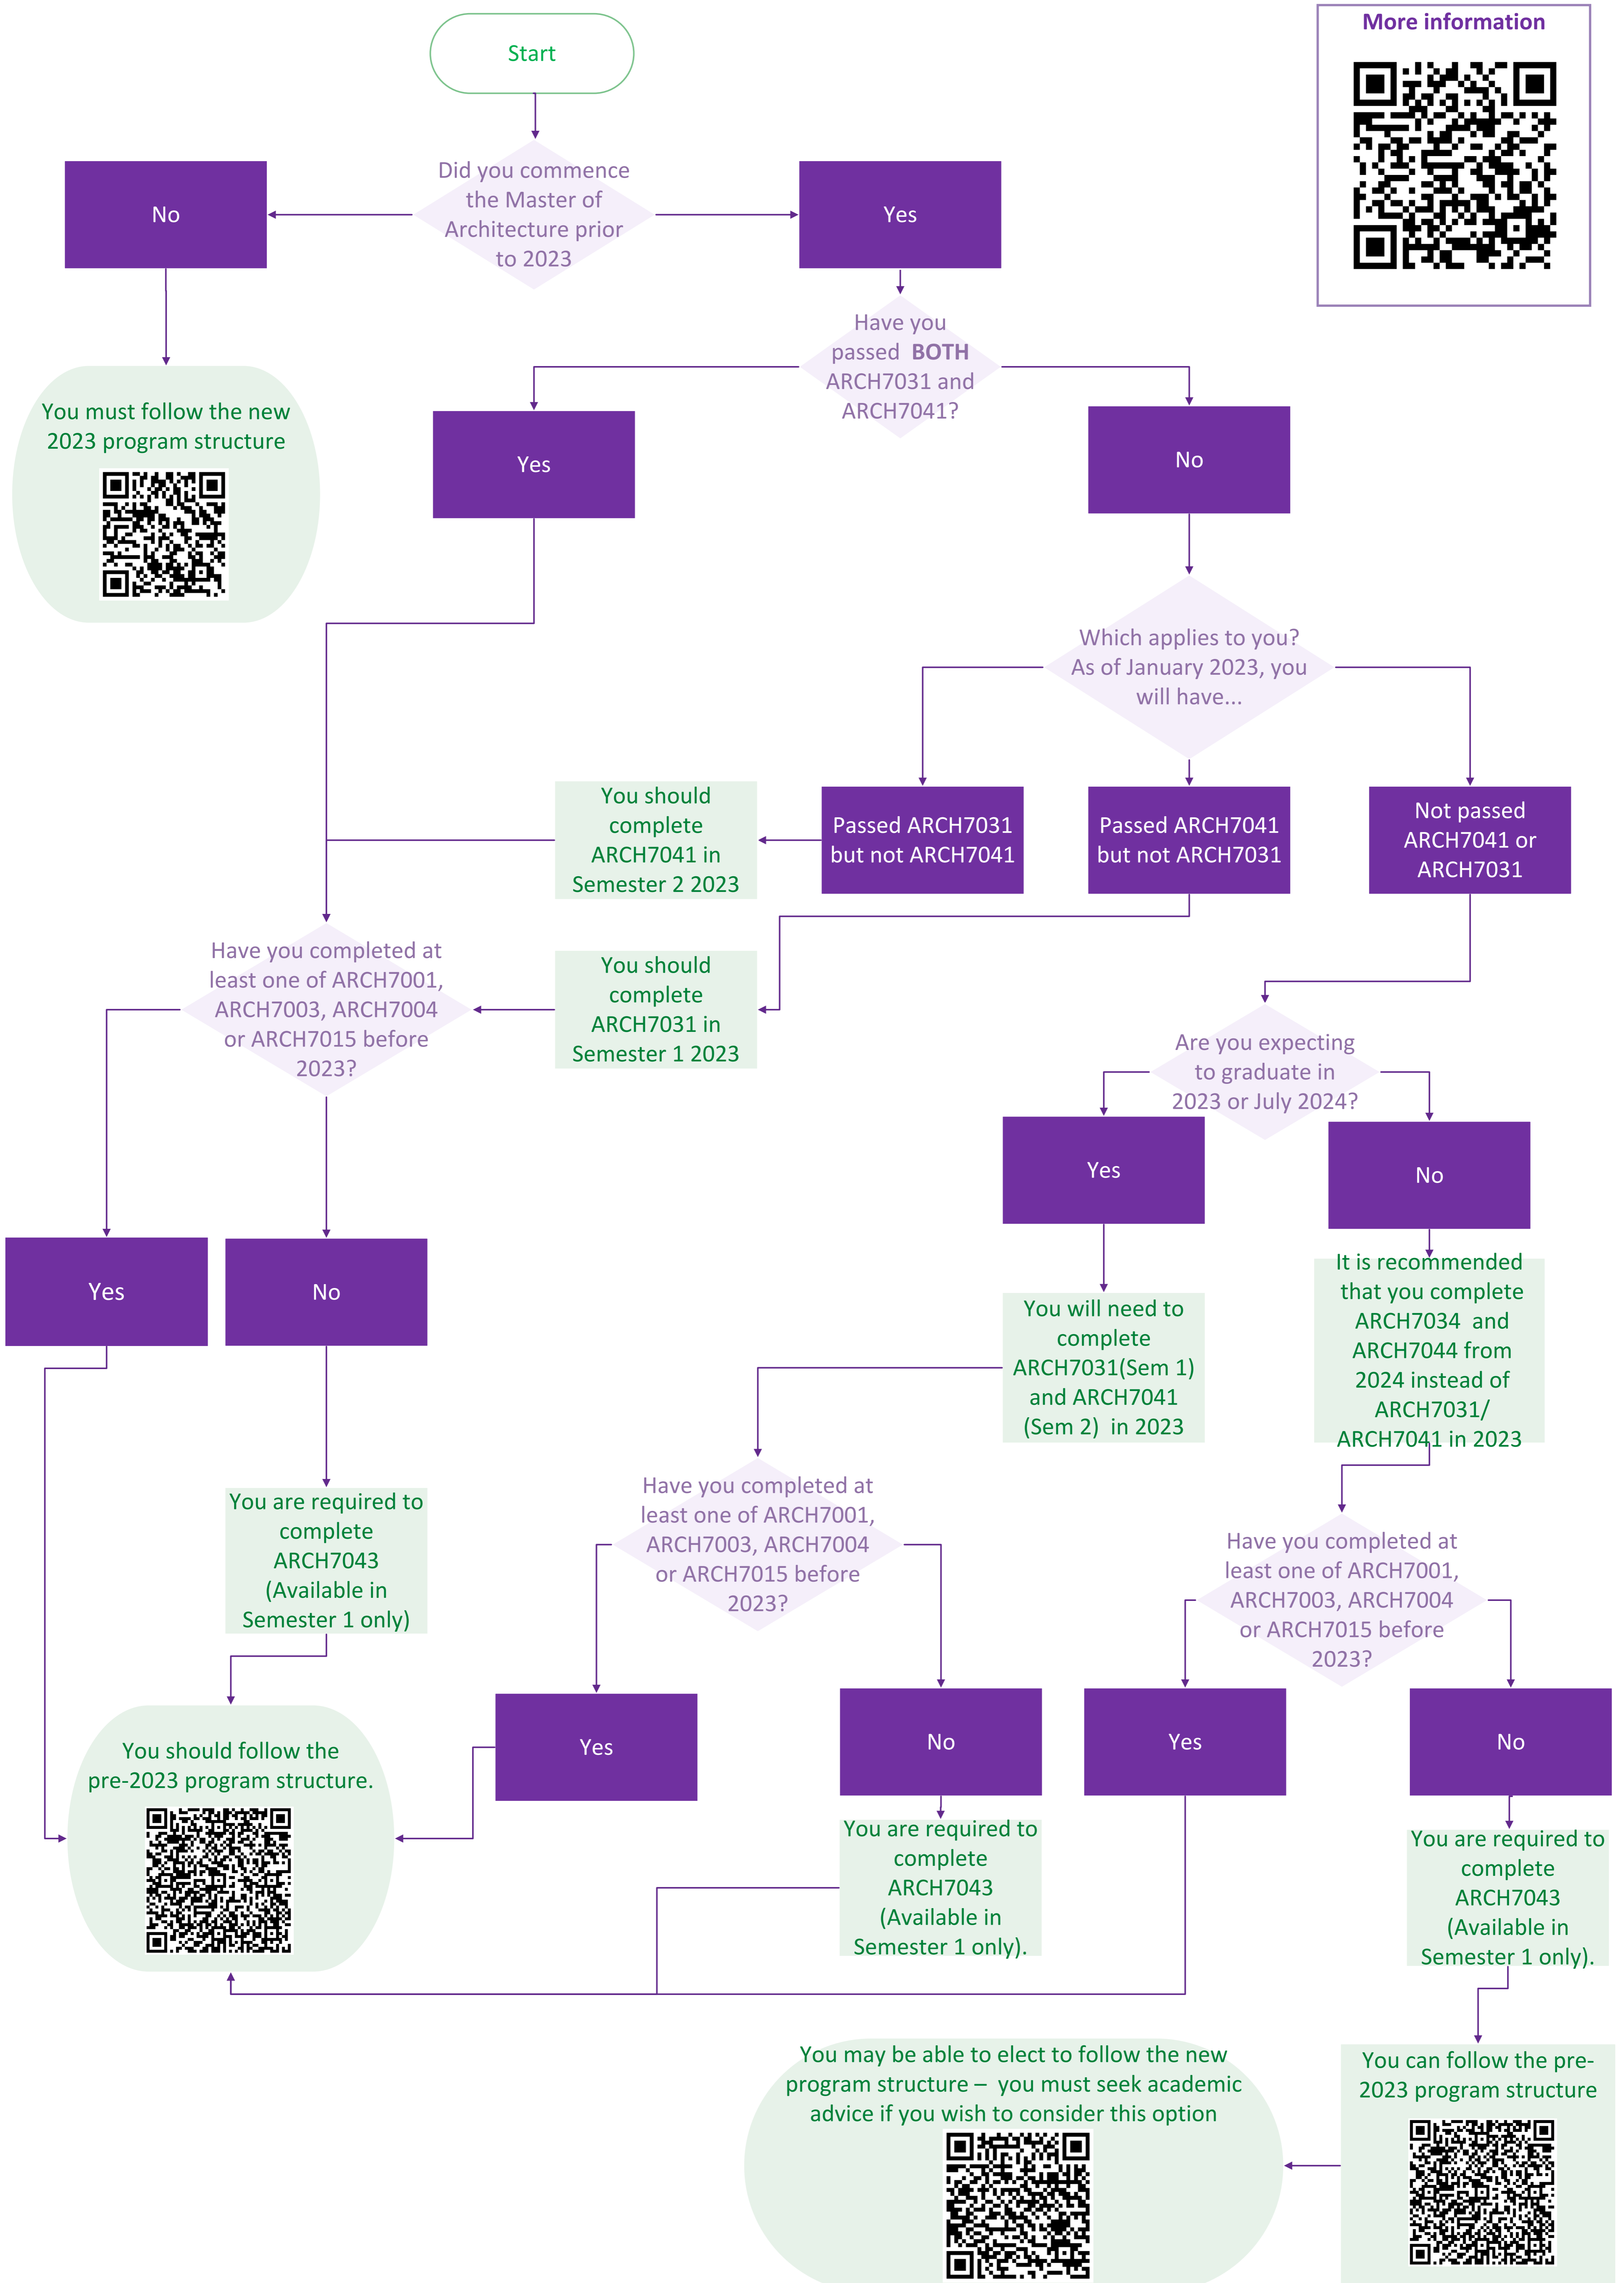 More information
Start
Did you commence
the Master of
Architecture prior
to 2023
No
Yes
You must follow the new
2023 program structure
Have you
passed BOTH
ARCH7031 and
ARCH7041?
Yes
No
Which applies to you?
As of January 2023, you
will have...
You should
complete
ARCH7041 in
Semester 2 2023
Passed ARCH7031
but not ARCH7041
Passed ARCH7041
but not ARCH7031
Not passed
ARCH7041 or
ARCH7031
Have you completed at
least one of ARCH7001,
ARCH7003, ARCH7004
or ARCH7015 before
2023?
You should
complete
ARCH7031 in
Semester 1 2023
Are you expecting
to graduate in
2023 or July 2024?
Yes
No
Yes
No
You will need to
complete
ARCH7031(Sem 1)
and ARCH7041
(Sem 2) in 2023
It is recommended
that you complete
ARCH7034 and
ARCH7044 from
2024 instead of
ARCH7031/
ARCH7041 in 2023
You are required to
complete
ARCH7043
(Available in
Semester 1 only)
Have you completed at
least one of ARCH7001,
ARCH7003, ARCH7004
or ARCH7015 before
2023?
Have you completed at
least one of ARCH7001,
ARCH7003, ARCH7004
or ARCH7015 before
2023?
You should follow the
pre-2023 program structure.
Yes
No
Yes
No
You are required to
complete
ARCH7043
(Available in
Semester 1 only).
You are required to
complete
ARCH7043
(Available in
Semester 1 only).
You may be able to elect to follow the new
program structure – you must seek academic
advice if you wish to consider this option
You can follow the pre-
2023 program structure